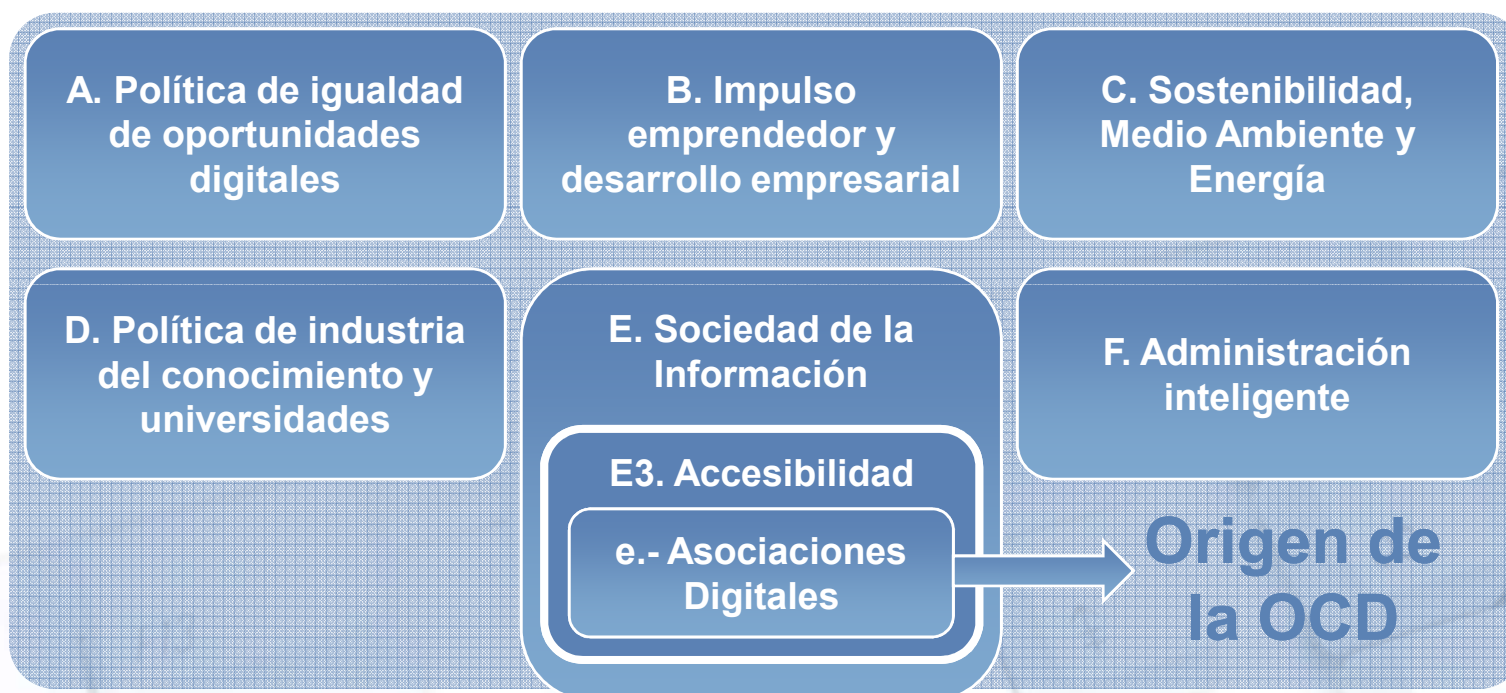 A. Política de igualdad
de oportunidades
digitales
B. Impulso
emprendedor y
desarrollo empresarial
C. Sostenibilidad,
Medio Ambiente y
Energía
D. Política de industria
del conocimiento y
universidades
E. Sociedad de la
Información
E3. Accesibilidad
e.- Asociaciones
Digitales
F. Administración
inteligente
Origen de
la OCD